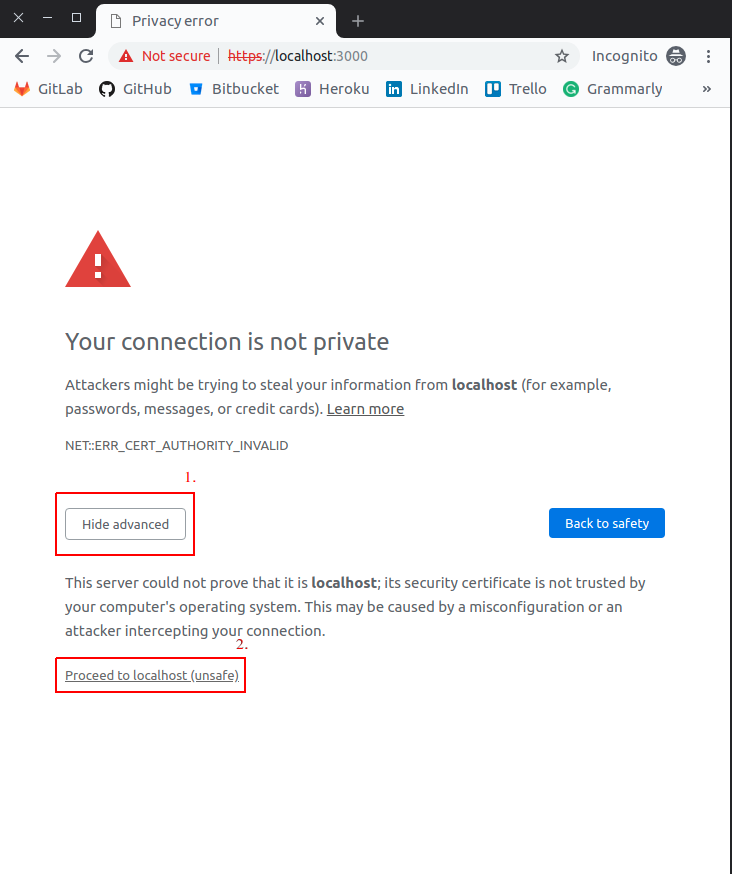 Privacy error
Not secure https://localhost:3000 Incognito
GitLab GitHub Bitbucket Heroku LinkedIn Trello Grammarly »
Your connection is not private
Attackers might be trying to steal your information from localhost (for example,
passwords, messages, or credit cards). Learn more
NET::ERR_CERT_AUTHORITY_INVALID
1.
Hide advanced Back to safety
This server could not prove that it is localhost; its security certificate is not trusted by
your computer's operating system. This may be caused by a misconfiguration or an
attacker intercepting your connection.
2.
Proceed to localhost (unsafe)